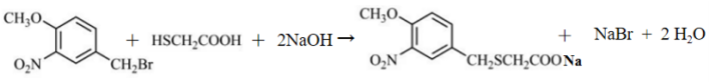 CH₃O CH₃O
+ HSCH₂COOH + 2NaOH → + NaBr + 2 H₂O
O₂N CH₂Br O₂N CH₂SCH₂COONa